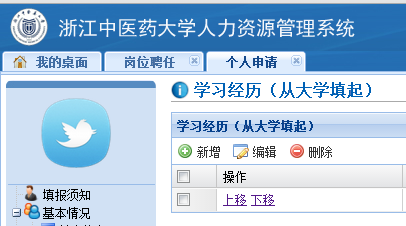 浙江中医药大学人力资源管理系统
我的桌面 岗位聘任 个人申请
学习经历（从大学填起）
学习经历（从大学填起）
新增 编辑 删除
操作
上移 下移
填报须知
基本情况